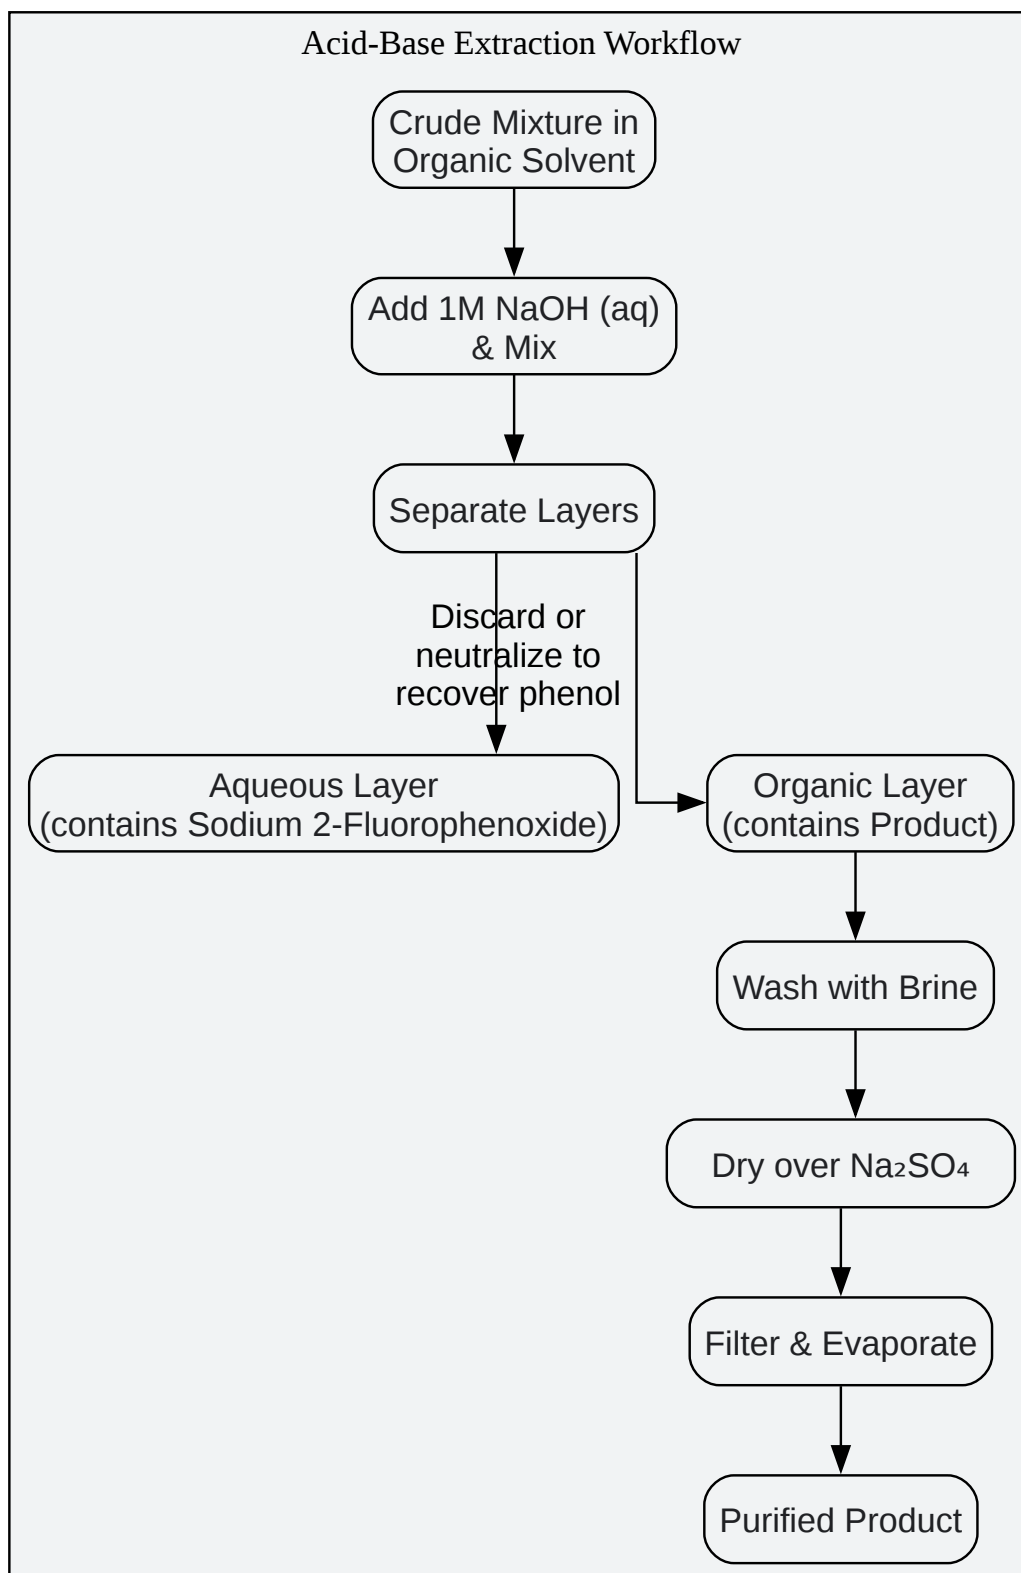 Acid-Base Extraction Workflow
Crude Mixture in
Organic Solvent
Add 1M NaOH (aq)
& Mix
Separate Layers
Discard or
neutralize to
recover phenol
Aqueous Layer
(contains Sodium 2-Fluorophenoxide)
Organic Layer
(contains Product)
Wash with Brine
Dry over Na₂SO₄
Filter & Evaporate
Purified Product